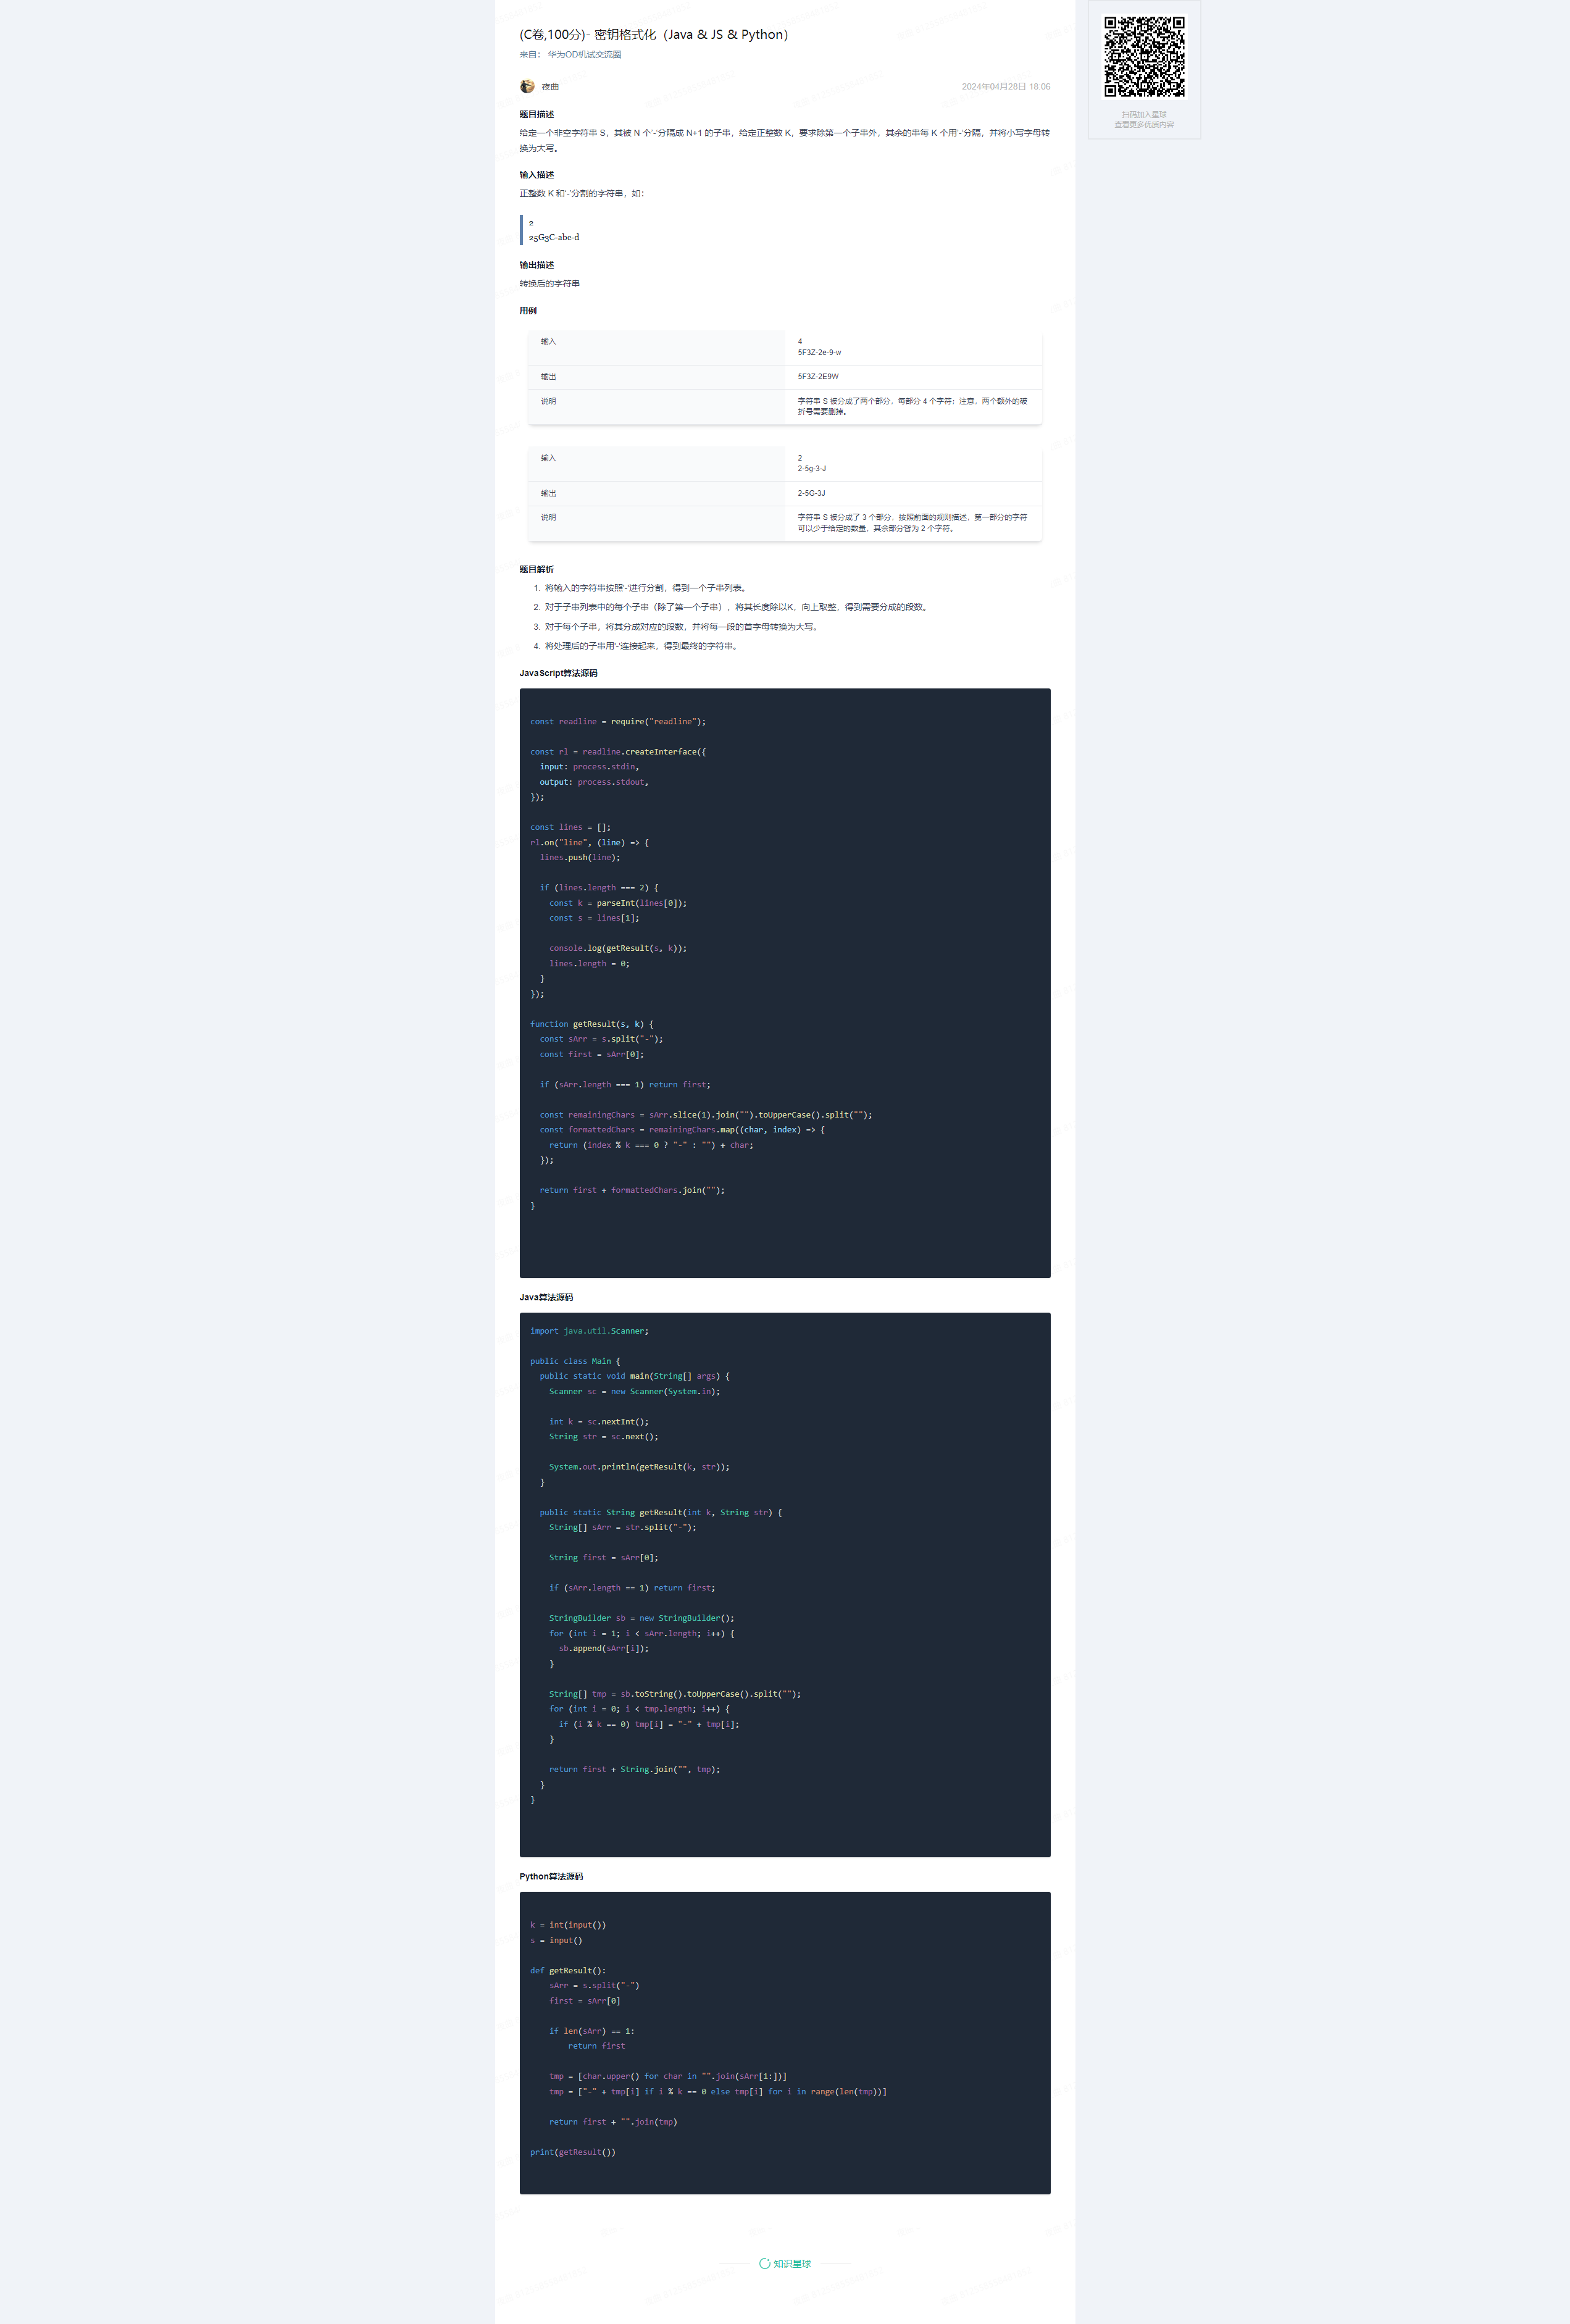 (C卷,100分)- 密钥格式化（Java & JS & Python）
来自： 华为OD机试交流圈
夜曲
2024年04月28日 18:06
扫码加入星球
查看更多优质内容
题目描述
给定一个非空字符串 S，其被 N 个'-'分隔成 N+1 的子串，给定正整数 K，要求除第一个子串外，其余的串每 K 个用'-'分隔，并将小写字母转
换为大写。
输入描述
正整数 K 和'-'分割的字符串，如：
2
25G3C-abc-d
输出描述
转换后的字符串
用例
输入
4
5F3Z-2e-9-w
输出
5F3Z-2E9W
说明
字符串 S 被分成了两个部分，每部分 4 个字符；注意，两个额外的破
折号需要删掉。
输入
2
2-5g-3-J
输出
2-5G-3J
说明
字符串 S 被分成了 3 个部分，按照前面的规则描述，第一部分的字符
可以少于给定的数量，其余部分皆为 2 个字符。
题目解析
1. 将输入的字符串按照'-'进行分割，得到一个子串列表。
2. 对于子串列表中的每个子串（除了第一个子串），将其长度除以K，向上取整，得到需要分成的段数。
3. 对于每个子串，将其分成对应的段数，并将每一段的首字母转换为大写。
4. 将处理后的子串用'-'连接起来，得到最终的字符串。
JavaScript算法源码
const readline = require("readline");
const rl = readline.createInterface({
  input: process.stdin,
  output: process.stdout,
});
const lines = [];
rl.on("line", (line) => {
  lines.push(line);
  if (lines.length === 2) {
    const k = parseInt(lines[0]);
    const s = lines[1];
    console.log(getResult(s, k));
    lines.length = 0;
  }
});
function getResult(s, k) {
  const sArr = s.split("-");
  const first = sArr[0];
  if (sArr.length === 1) return first;
  const remainingChars = sArr.slice(1).join("").toUpperCase().split("");
  const formattedChars = remainingChars.map((char, index) => {
    return (index % k === 0 ? "-" : "") + char;
  });
  return first + formattedChars.join("");
}
Java算法源码
import java.util.Scanner;
public class Main {
  public static void main(String[] args) {
    Scanner sc = new Scanner(System.in);
    int k = sc.nextInt();
    String str = sc.next();
    System.out.println(getResult(k, str));
  }
  public static String getResult(int k, String str) {
    String[] sArr = str.split("-");
    String first = sArr[0];
    if (sArr.length == 1) return first;
    StringBuilder sb = new StringBuilder();
    for (int i = 1; i < sArr.length; i++) {
      sb.append(sArr[i]);
    }
    String[] tmp = sb.toString().toUpperCase().split("");
    for (int i = 0; i < tmp.length; i++) {
      if (i % k == 0) tmp[i] = "-" + tmp[i];
    }
    return first + String.join("", tmp);
  }
}
Python算法源码
k = int(input())
s = input()
def getResult():
    sArr = s.split("-")
    first = sArr[0]
    if len(sArr) == 1:
        return first
    tmp = [char.upper() for char in "".join(sArr[1:])]
    tmp = ["-" + tmp[i] if i % k == 0 else tmp[i] for i in range(len(tmp))]
    return first + "".join(tmp)
print(getResult())
知识星球